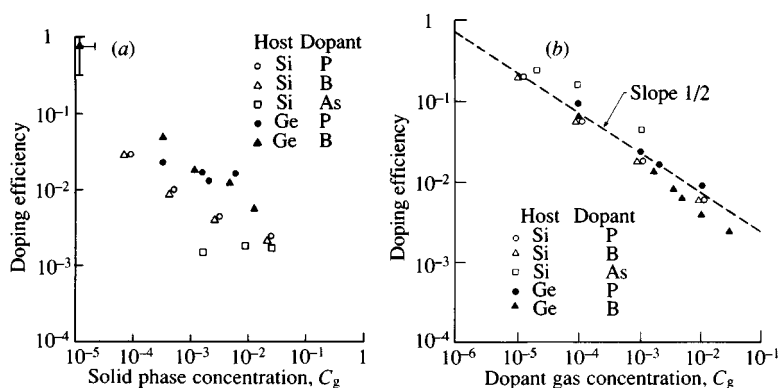 (a)
Host Dopant
○ Si P
△ Si B
□ Si As
● Ge P
▲ Ge B
1
10⁻¹
10⁻²
10⁻³
10⁻⁴
Doping efficiency
10⁻⁵ 10⁻⁴ 10⁻³ 10⁻² 10⁻¹ 1
Solid phase concentration, C_g
(b)
Slope 1/2
Host Dopant
○ Si P
△ Si B
□ Si As
● Ge P
▲ Ge B
1
10⁻¹
10⁻²
10⁻³
10⁻⁴
Doping efficiency
10⁻⁶ 10⁻⁵ 10⁻⁴ 10⁻³ 10⁻² 10⁻¹
Dopant gas concentration, C_g